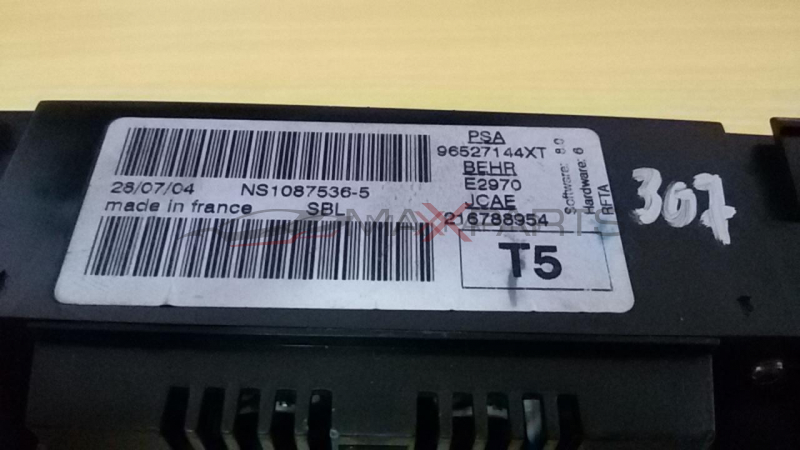 28/07/04 NS1087536-5
made in france SBL
PSA
96527144XT
BEHR
E2970
JCAE
216788954
T5
Software: 8.0
Hardware: 6
RFTA
307
MAXXPARTS